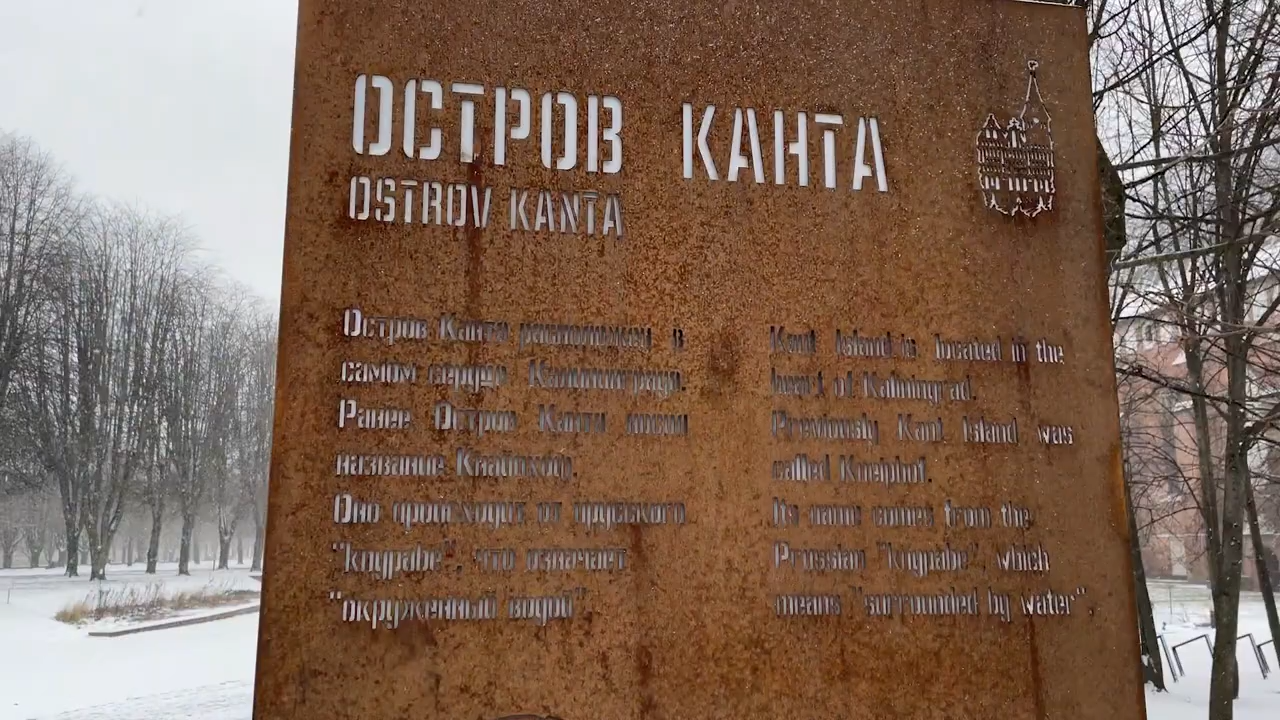 ОСТРОВ КАНТА
OSTROV KANTA
Остров Канта расположен в
самом сердце Калининграда.
Ранее Остров Канта носил
название Кнайпхоф.
Оно происходит от прусского
"knypabe", что означает
"окруженный водой"
Kant Island is located in the
heart of Kaliningrad.
Previously Kant Island was
called Kneiphof.
Its name comes from the
Prussian "knypabe" which
means "surrounded by water".